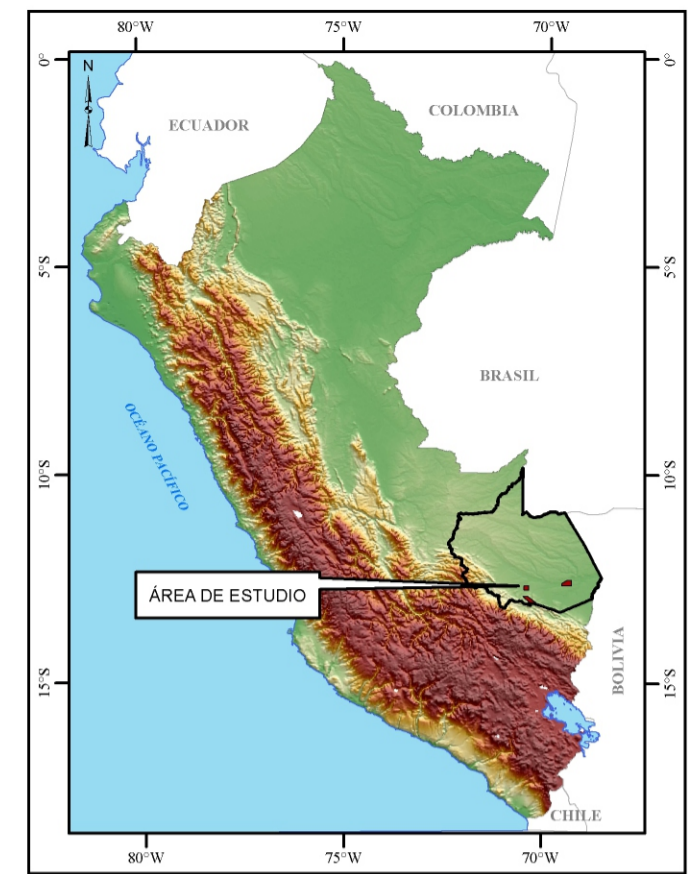 80°W 75°W 70°W
0° 0°
N
COLOMBIA
ECUADOR
5°S 5°S
BRASIL
OCÉANO PACÍFICO
10°S 10°S
ÁREA DE ESTUDIO
BOLIVIA
15°S 15°S
CHILE
80°W 75°W 70°W